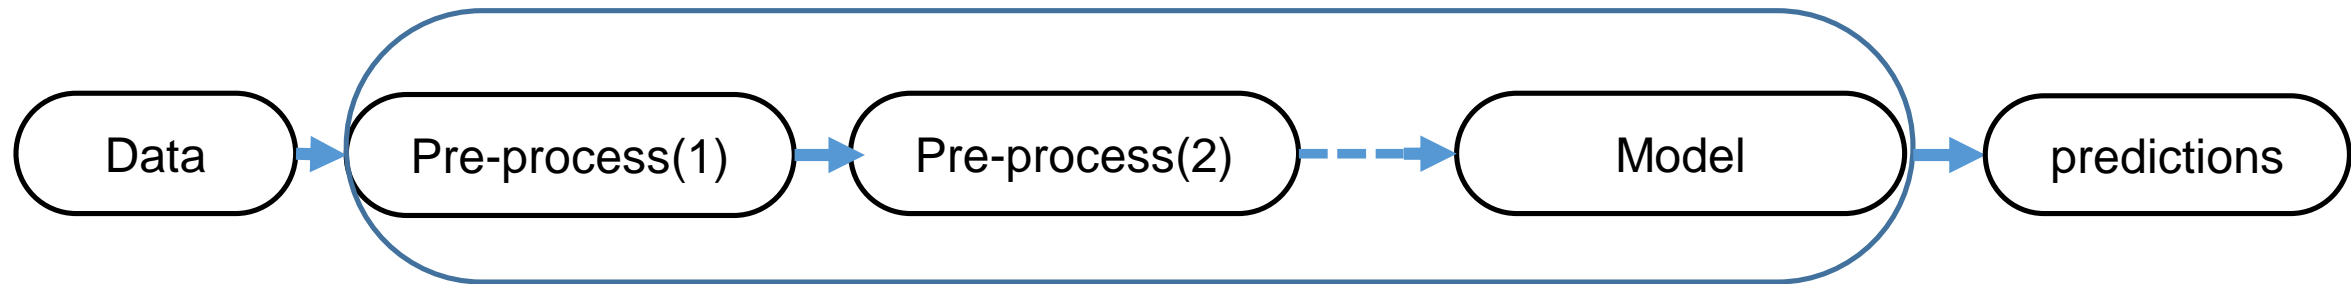 Data
Pre-process(1)
Pre-process(2)
Model
predictions